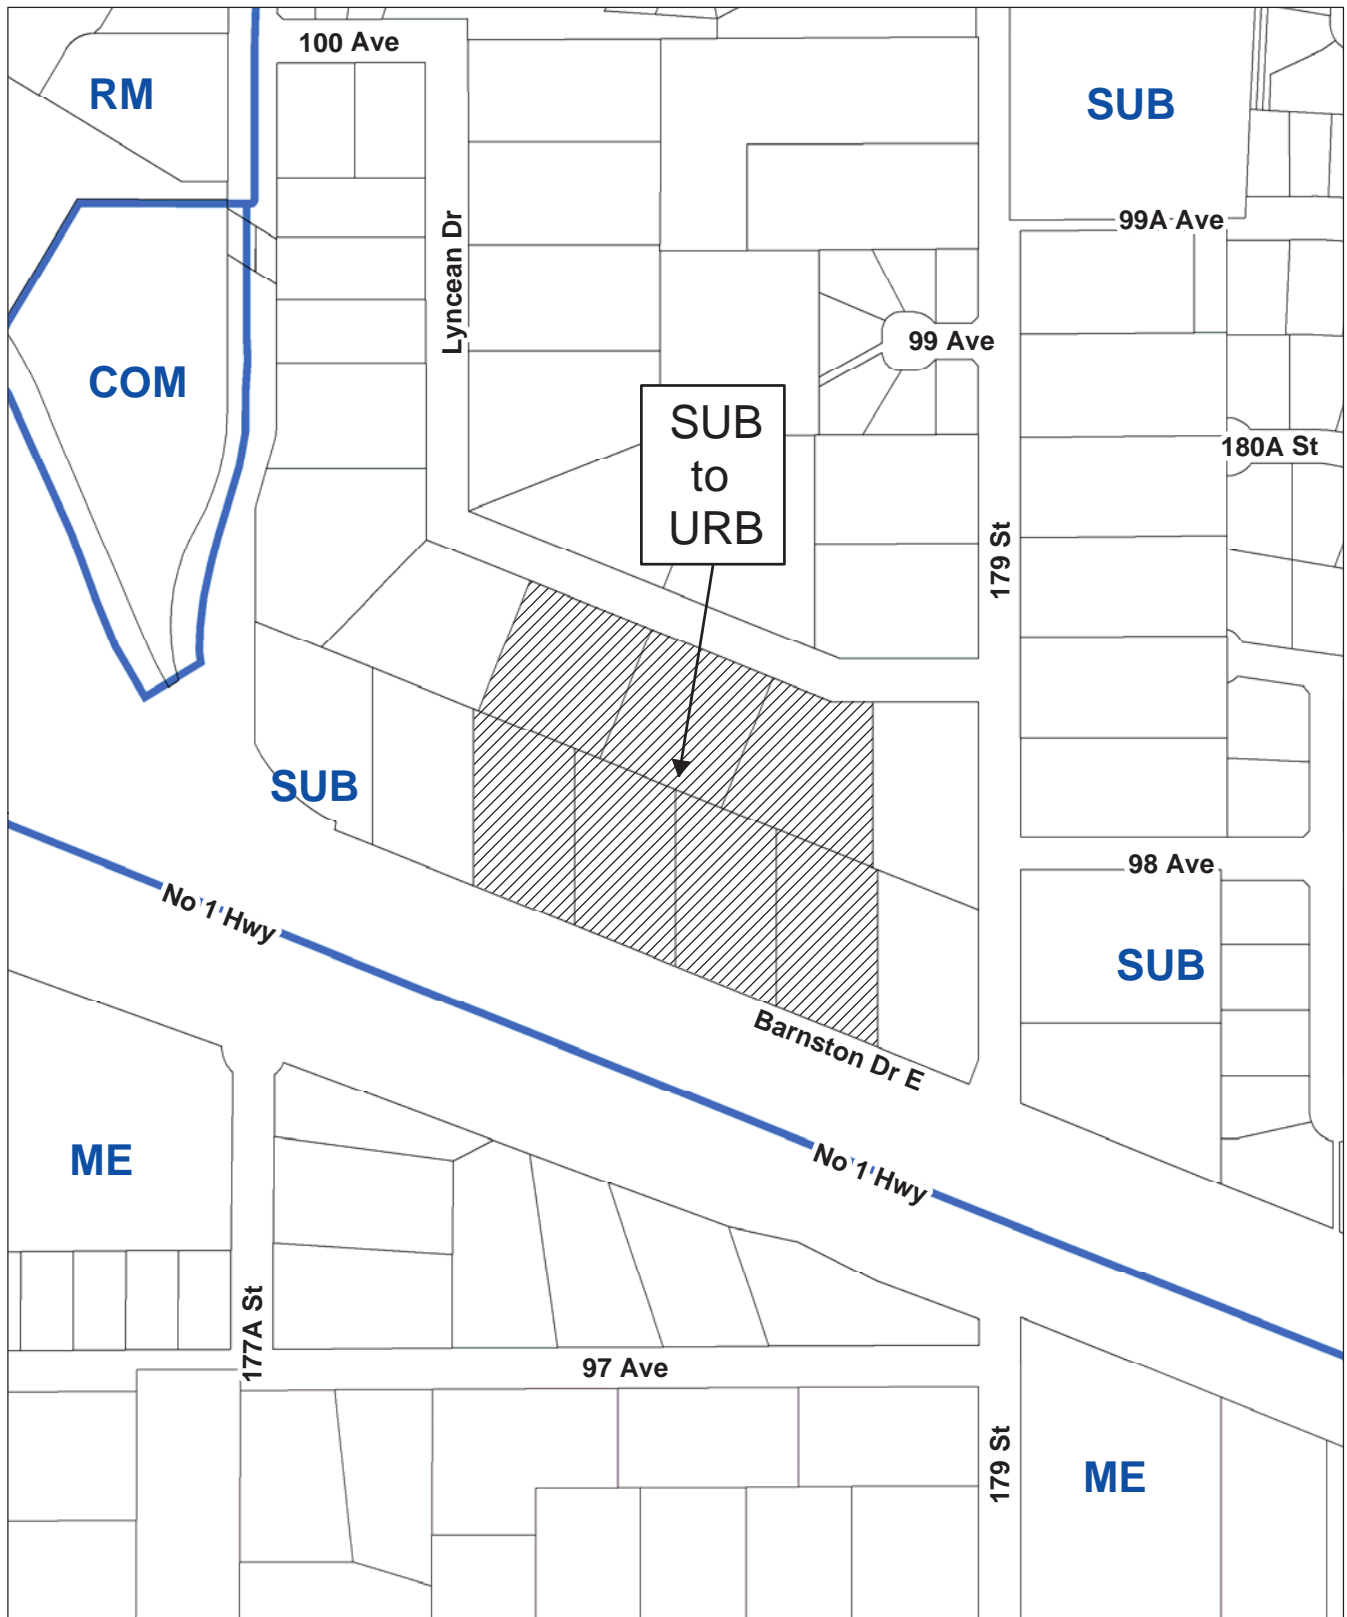 100 Ave
RM
SUB
99A Ave
Lyncean Dr
99 Ave
COM
SUB
to
URB
180A St
179 St
SUB
98 Ave
No 1 Hwy
SUB
Barnston Dr E
ME
No 1 Hwy
177A St
97 Ave
179 St
ME